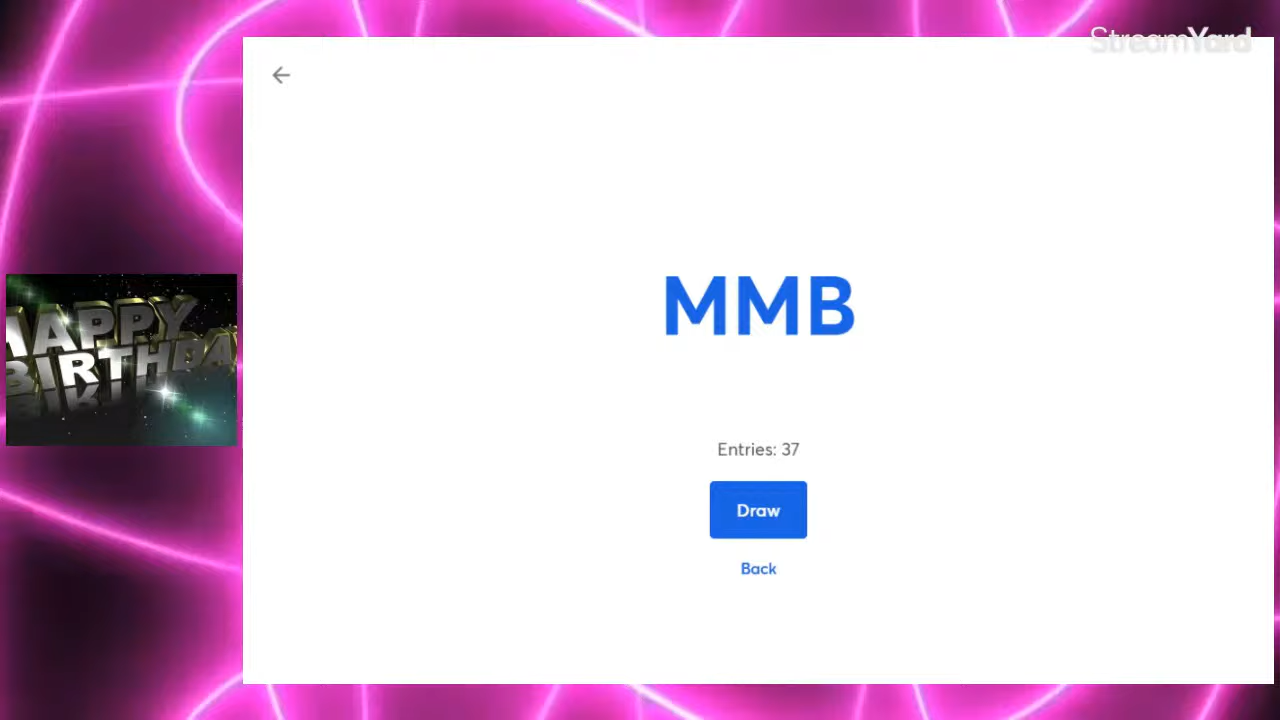 StreamYard
MMB
HAPPY
BIRTHDA
Entries: 37
Draw
Back